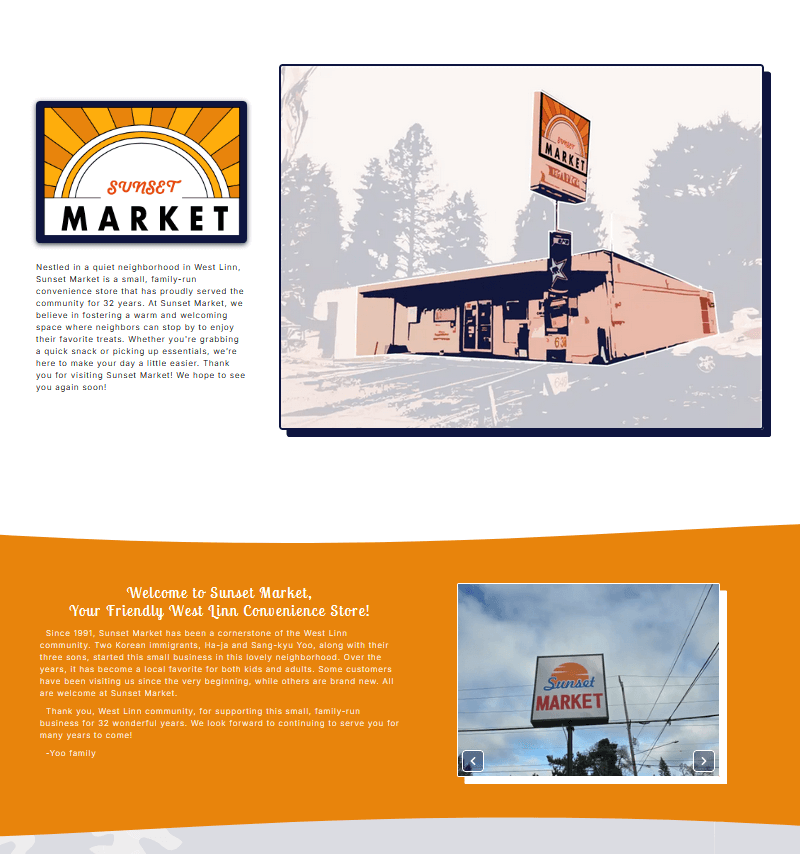 SUNSET
MARKET
Nestled in a quiet neighborhood in West Linn,
Sunset Market is a small, family-run
convenience store that has proudly served the
community for 32 years. At Sunset Market, we
believe in fostering a warm and welcoming
space where neighbors can stop by to enjoy
their favorite treats. Whether you're grabbing
a quick snack or picking up essentials, we're
here to make your day a little easier. Thank
you for visiting Sunset Market! We hope to see
you again soon!
SUNSET
MARKET
Welcome to Sunset Market,
Your Friendly West Linn Convenience Store!
Since 1991, Sunset Market has been a cornerstone of the West Linn
community. Two Korean immigrants, Ha-ja and Sang-kyu Yoo, along with their
three sons, started this small business in this lovely neighborhood. Over the
years, it has become a local favorite for both kids and adults. Some customers
have been visiting us since the very beginning, while others are brand new. All
are welcome at Sunset Market.
Thank you, West Linn community, for supporting this small, family-run
business for 32 wonderful years. We look forward to continuing to serve you for
many years to come!
-Yoo family
Sunset
MARKET